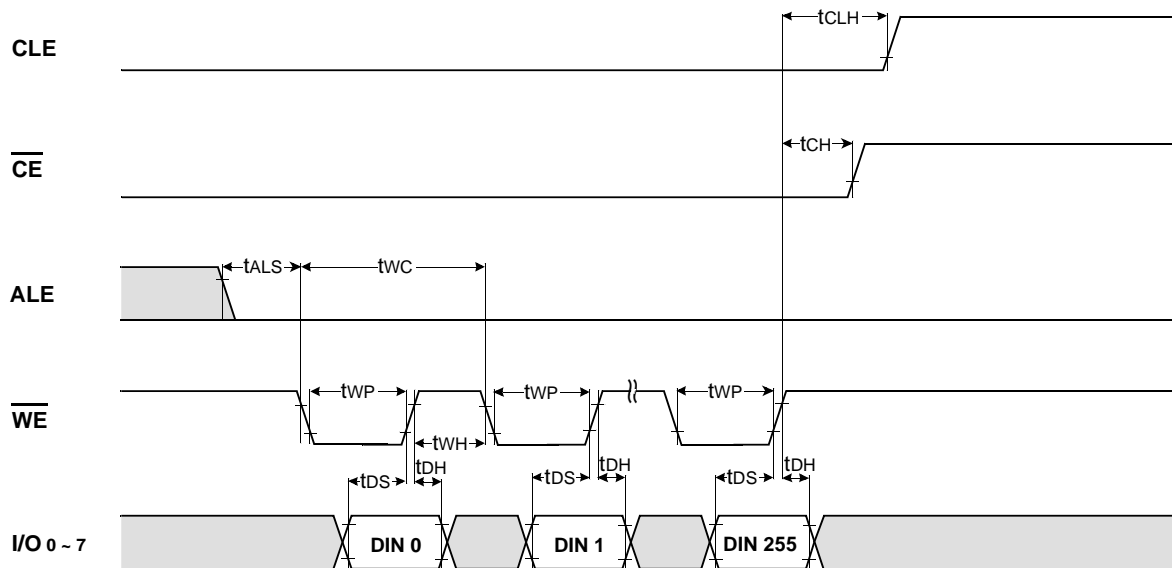 CLE
tCLH
CE
tCH
ALE
tALS
tWC
WE
tWP
tWP
tWP
tWH
tDS
tDH
tDS
tDH
tDS
tDH
I/O 0 ~ 7
DIN 0
DIN 1
DIN 255